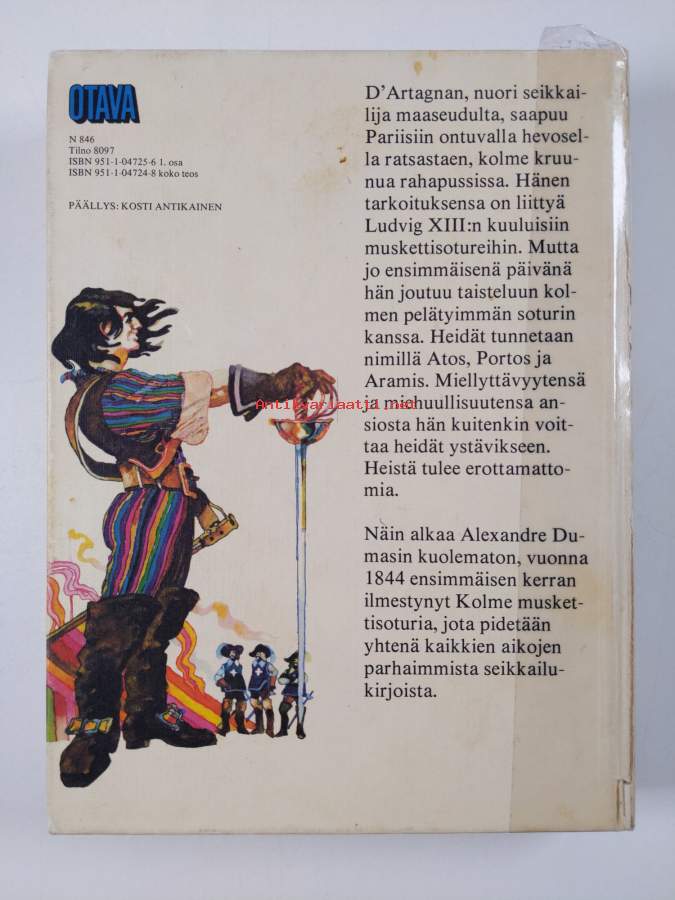 OTAVA
N 846
Tilno 8097
ISBN 951-1-04725-6 1. osa
ISBN 951-1-04724-8 koko teos
PÄÄLLYS: KOSTI ANTIKAINEN
D'Artagnan, nuori seikkai-
lija maaseudulta, saapuu
Pariisiin ontuvalla hevosel-
la ratsastaen, kolme kruu-
nua rahapussissa. Hänen
tarkoituksensa on liittyä
Ludvig XIII:n kuuluisiin
muskettisotureihin. Mutta
jo ensimmäisenä päivänä
hän joutuu taisteluun kol-
men pelätyimmän soturin
kanssa. Heidät tunnetaan
nimillä Atos, Portos ja
Aramis. Miellyttävyytensä
ja miehuullisuutensa an-
siosta hän kuitenkin voit-
taa heidät ystävikseen.
Heistä tulee erottamatto-
mia.
Näin alkaa Alexandre Du-
masin kuolematon, vuonna
1844 ensimmäisen kerran
ilmestynyt Kolme musket-
tisoturia, jota pidetään
yhtenä kaikkien aikojen
parhaimmista seikkailu-
kirjoista.
Antikvariaatti.net